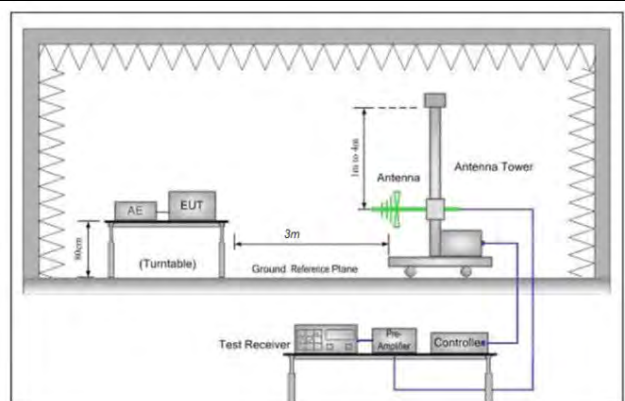 1m to 4m
Antenna
Antenna Tower
AE
EUT
80cm
3m
(Turntable)
Ground Reference Plane
Test Receiver
Pre-
Amplifier
Controller